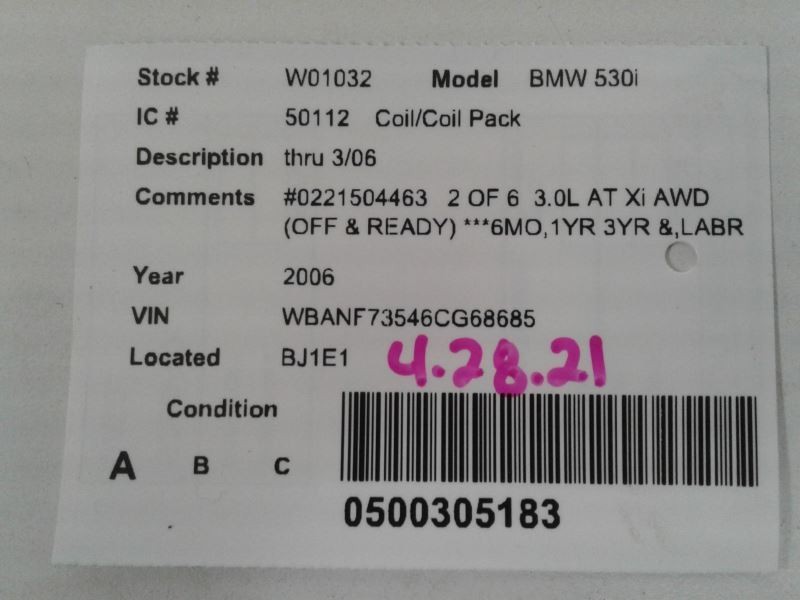 Stock # W01032 Model BMW 530i
IC # 50112 Coil/Coil Pack
Description thru 3/06
Comments #0221504463 2 OF 6 3.0L AT Xi AWD
(OFF & READY) ***6MO,1YR 3YR &,LABR
Year 2006
VIN WBANF73546CG68685
Located BJ1E1 4.28.21
Condition
A B C
0500305183